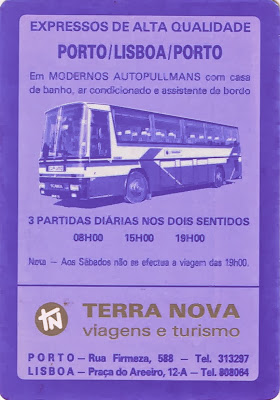 EXPRESSOS DE ALTA QUALIDADE
PORTO/LISBOA/PORTO
Em MODERNOS AUTOPULLMANS com casa
de banho, ar condicionado e assistente de bordo
3 PARTIDAS DIÁRIAS NOS DOIS SENTIDOS
08H00 15H00 19H00
Nota — Aos Sábados não se efectua a viagem das 19h00.
TN
TERRA NOVA
viagens e turismo
PORTO — Rua Firmeza, 588 — Tel. 313297
LISBOA — Praça do Areeiro, 12-A — Tel. 808064